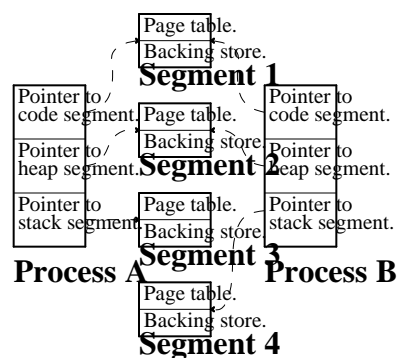 Page table.
Backing store.
Segment 1
Pointer to
code segment.
Pointer to
heap segment.
Pointer to
stack segment.
Process A
Page table.
Backing store.
Segment 2
Page table.
Backing store.
Segment 3
Page table.
Backing store.
Segment 4
Pointer to
code segment.
Pointer to
heap segment.
Pointer to
stack segment.
Process B